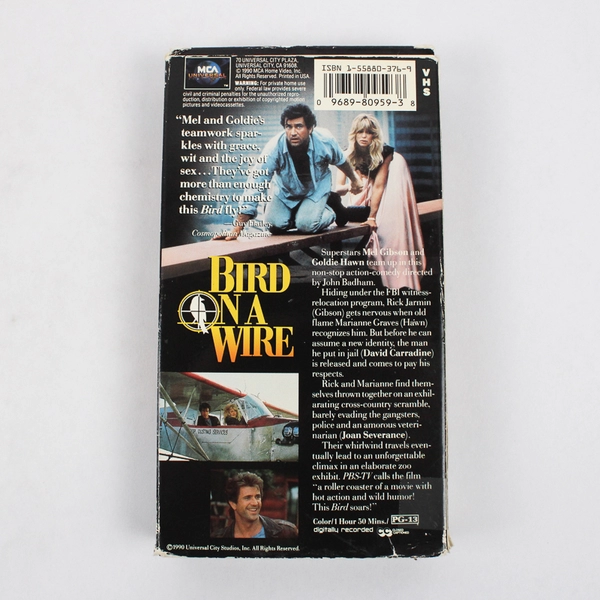 MCA
UNIVERSAL
70 UNIVERSAL CITY PLAZA,
UNIVERSAL CITY, CA 91608.
© 1990 MCA Home Video, Inc.
All Rights Reserved. Printed in USA.
WARNING: For private home use
only. Federal law provides severe
civil and criminal penalties for the unauthorized repro-
duction, distribution or exhibition of copyrighted motion
pictures and videocassettes.
ISBN 1-55880-376-9
0 9689-80959-3 8
VHS
“Mel and Goldie's
teamwork spar-
kles with grace,
wit and the joy of
sex...They've got
more than enough
chemistry to make
this Bird fly!”
—Guy Flatley,
Cosmopolitan Magazine
BIRD
ON A
WIRE
Superstars Mel Gibson and
Goldie Hawn team up in this
non-stop action-comedy directed
by John Badham.
Hiding under the FBI witness-
relocation program, Rick Jarmin
(Gibson) gets nervous when old
flame Marianne Graves (Hawn)
recognizes him. But before he can
assume a new identity, the man
he put in jail (David Carradine)
is released and comes to pay his
respects.
Rick and Marianne find them-
selves thrown together on an exhil-
arating cross-country scramble,
barely evading the gangsters,
police and an amorous veteri-
narian (Joan Severance).
Their whirlwind travels even-
tually lead to an unforgettable
climax in an elaborate zoo
exhibit. PBS-TV calls the film
“a roller coaster of a movie with
hot action and wild humor!
This Bird soars!”
Color/1 Hour 50 Mins./ PG-13
digitally recorded CC CLOSED CAPTIONED
DUSTING SERVICES
©1990 Universal City Studios, Inc. All Rights Reserved.